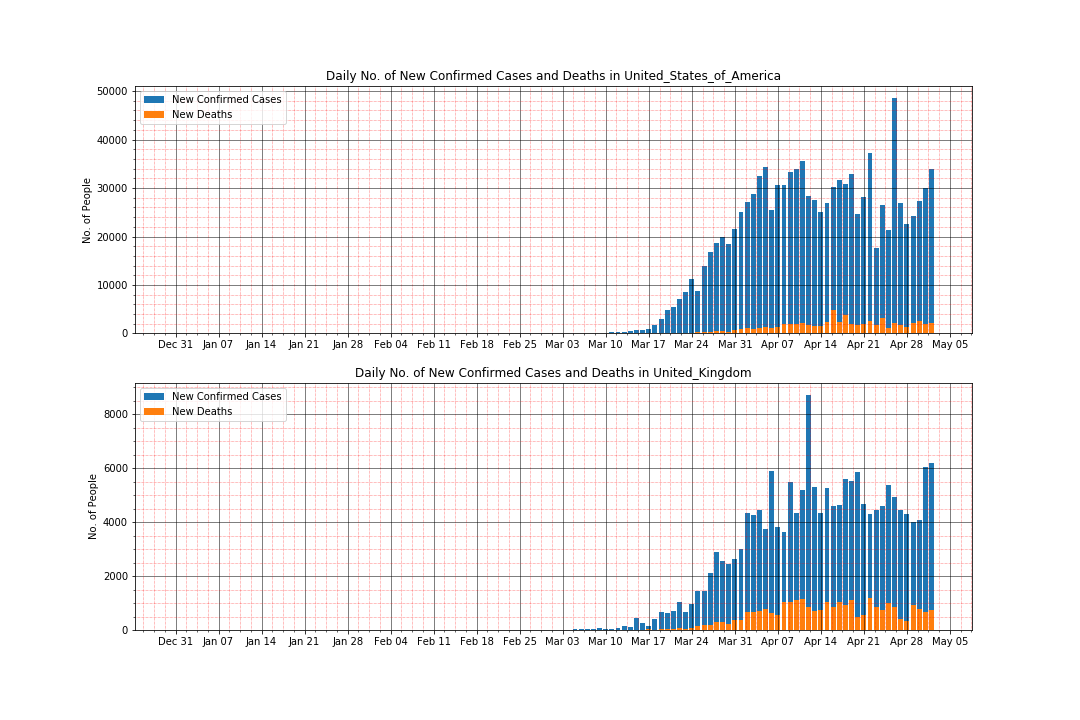 Daily No. of New Confirmed Cases and Deaths in United_States_of_America
50000
40000
30000
20000
10000
0
No. of People
New Confirmed Cases
New Deaths
Dec 31 Jan 07 Jan 14 Jan 21 Jan 28 Feb 04 Feb 11 Feb 18 Feb 25 Mar 03 Mar 10 Mar 17 Mar 24 Mar 31 Apr 07 Apr 14 Apr 21 Apr 28 May 05
Daily No. of New Confirmed Cases and Deaths in United_Kingdom
8000
6000
4000
2000
0
No. of People
New Confirmed Cases
New Deaths
Dec 31 Jan 07 Jan 14 Jan 21 Jan 28 Feb 04 Feb 11 Feb 18 Feb 25 Mar 03 Mar 10 Mar 17 Mar 24 Mar 31 Apr 07 Apr 14 Apr 21 Apr 28 May 05